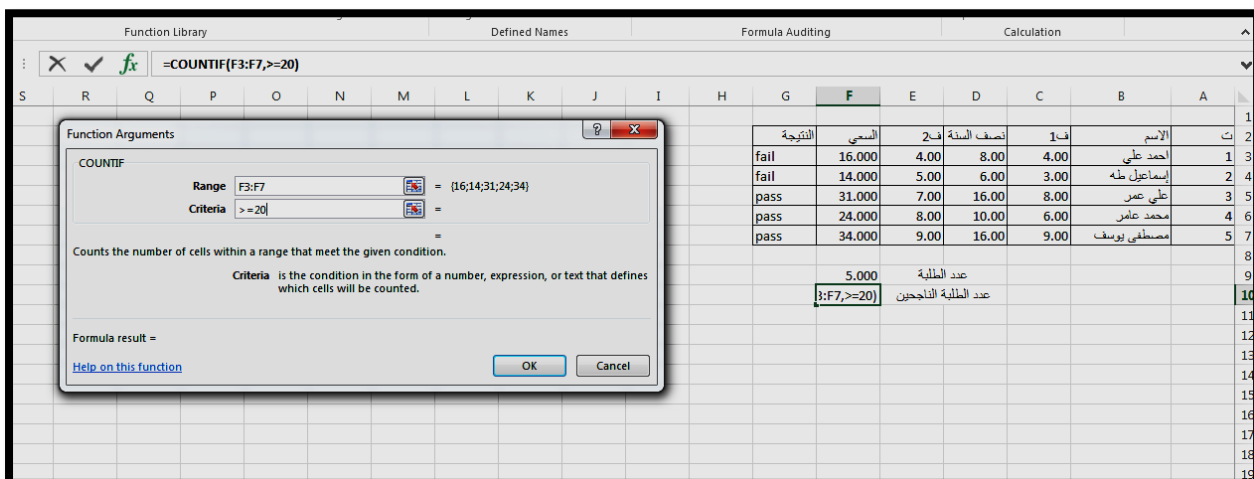 Function Library Defined Names Formula Auditing Calculation
fx =COUNTIF(F3:F7,>=20)
S R Q P O N M L K J I H G F E D C B A
1
ت الاسم ف1 نصف السنة ف2 السعي النتيجة 2
1 احمد علي 4.00 8.00 4.00 16.000 fail 3
2 إسماعيل طه 3.00 6.00 5.00 14.000 fail 4
3 علي عمر 8.00 16.00 7.00 31.000 pass 5
4 محمد عامر 6.00 10.00 8.00 24.000 pass 6
5 مصطفى يوسف 9.00 16.00 9.00 34.000 pass 7
8
عدد الطلبة 5.000 9
عدد الطلبة الناجحين 3:F7,>=20) 10
11
12
13
14
15
16
17
18
19
Function Arguments ?
COUNTIF
Range F3:F7 = {16;14;31;24;34}
Criteria >=20 =
=
Counts the number of cells within a range that meet the given condition.
Criteria is the condition in the form of a number, expression, or text that defines
which cells will be counted.
Formula result =
Help on this function OK Cancel